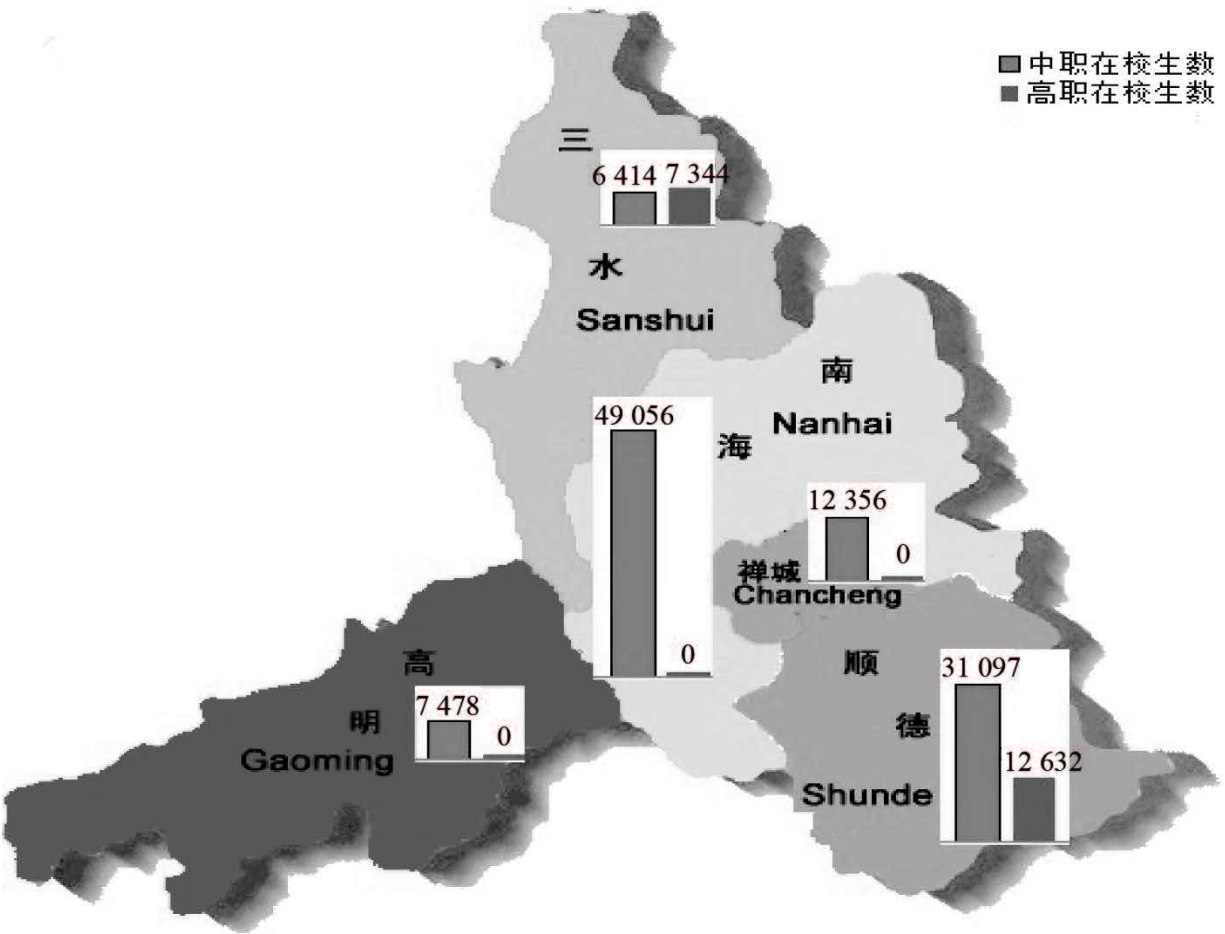 中职在校生数
高职在校生数
三
6 414 7 344
水
Sanshui
南
Nanhai
海
49 056
0
12 356
0
禅城
Chancheng
高
7 478
0
明
Gaoming
顺
31 097
德
12 632
Shunde